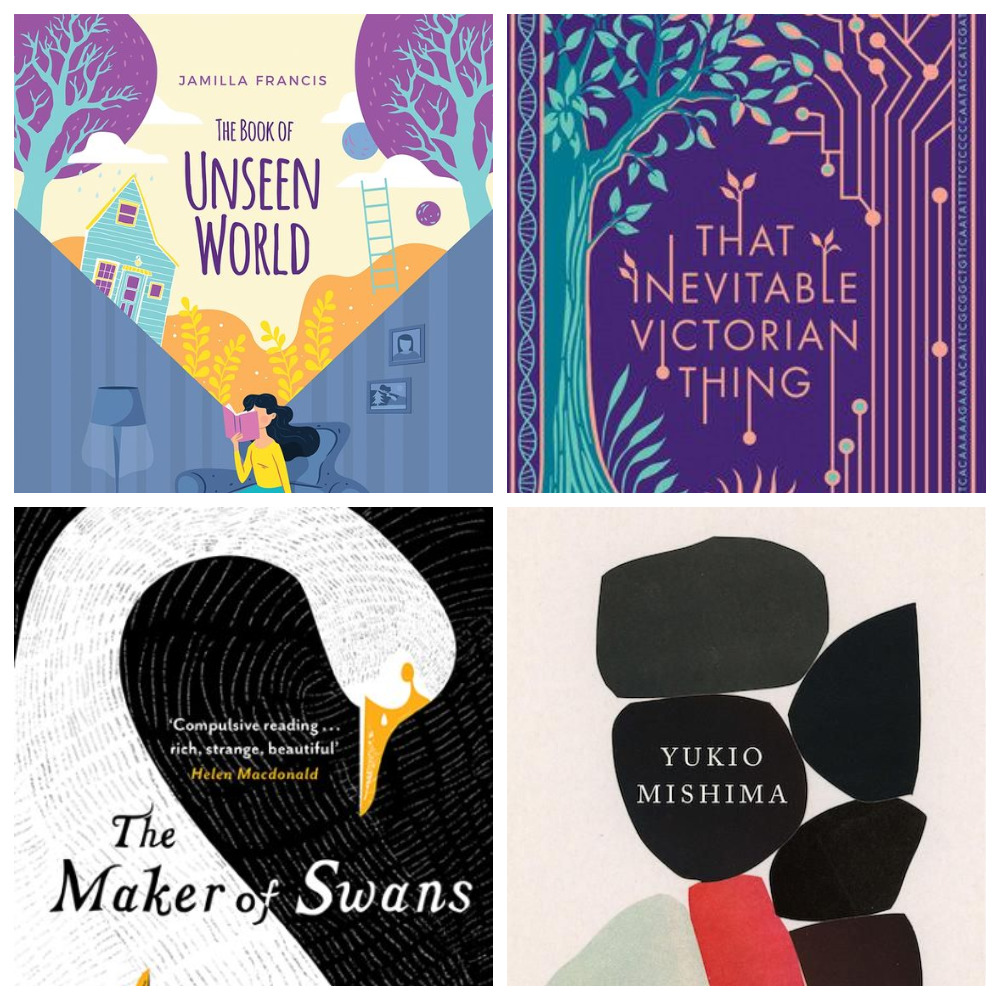 JAMILLA FRANCIS
THE BOOK OF
UNSEEN
WORLD
THAT
INEVITABLE
VICTORIAN
THING
'Compulsive reading ...
rich, strange, beautiful'
Helen Macdonald
The
Maker of Swans
YUKIO
MISHIMA